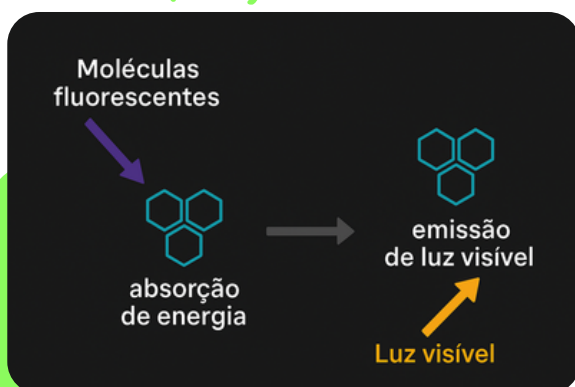 Moléculas
fluorescentes
absorção
de energia
emissão
de luz visível
Luz visível